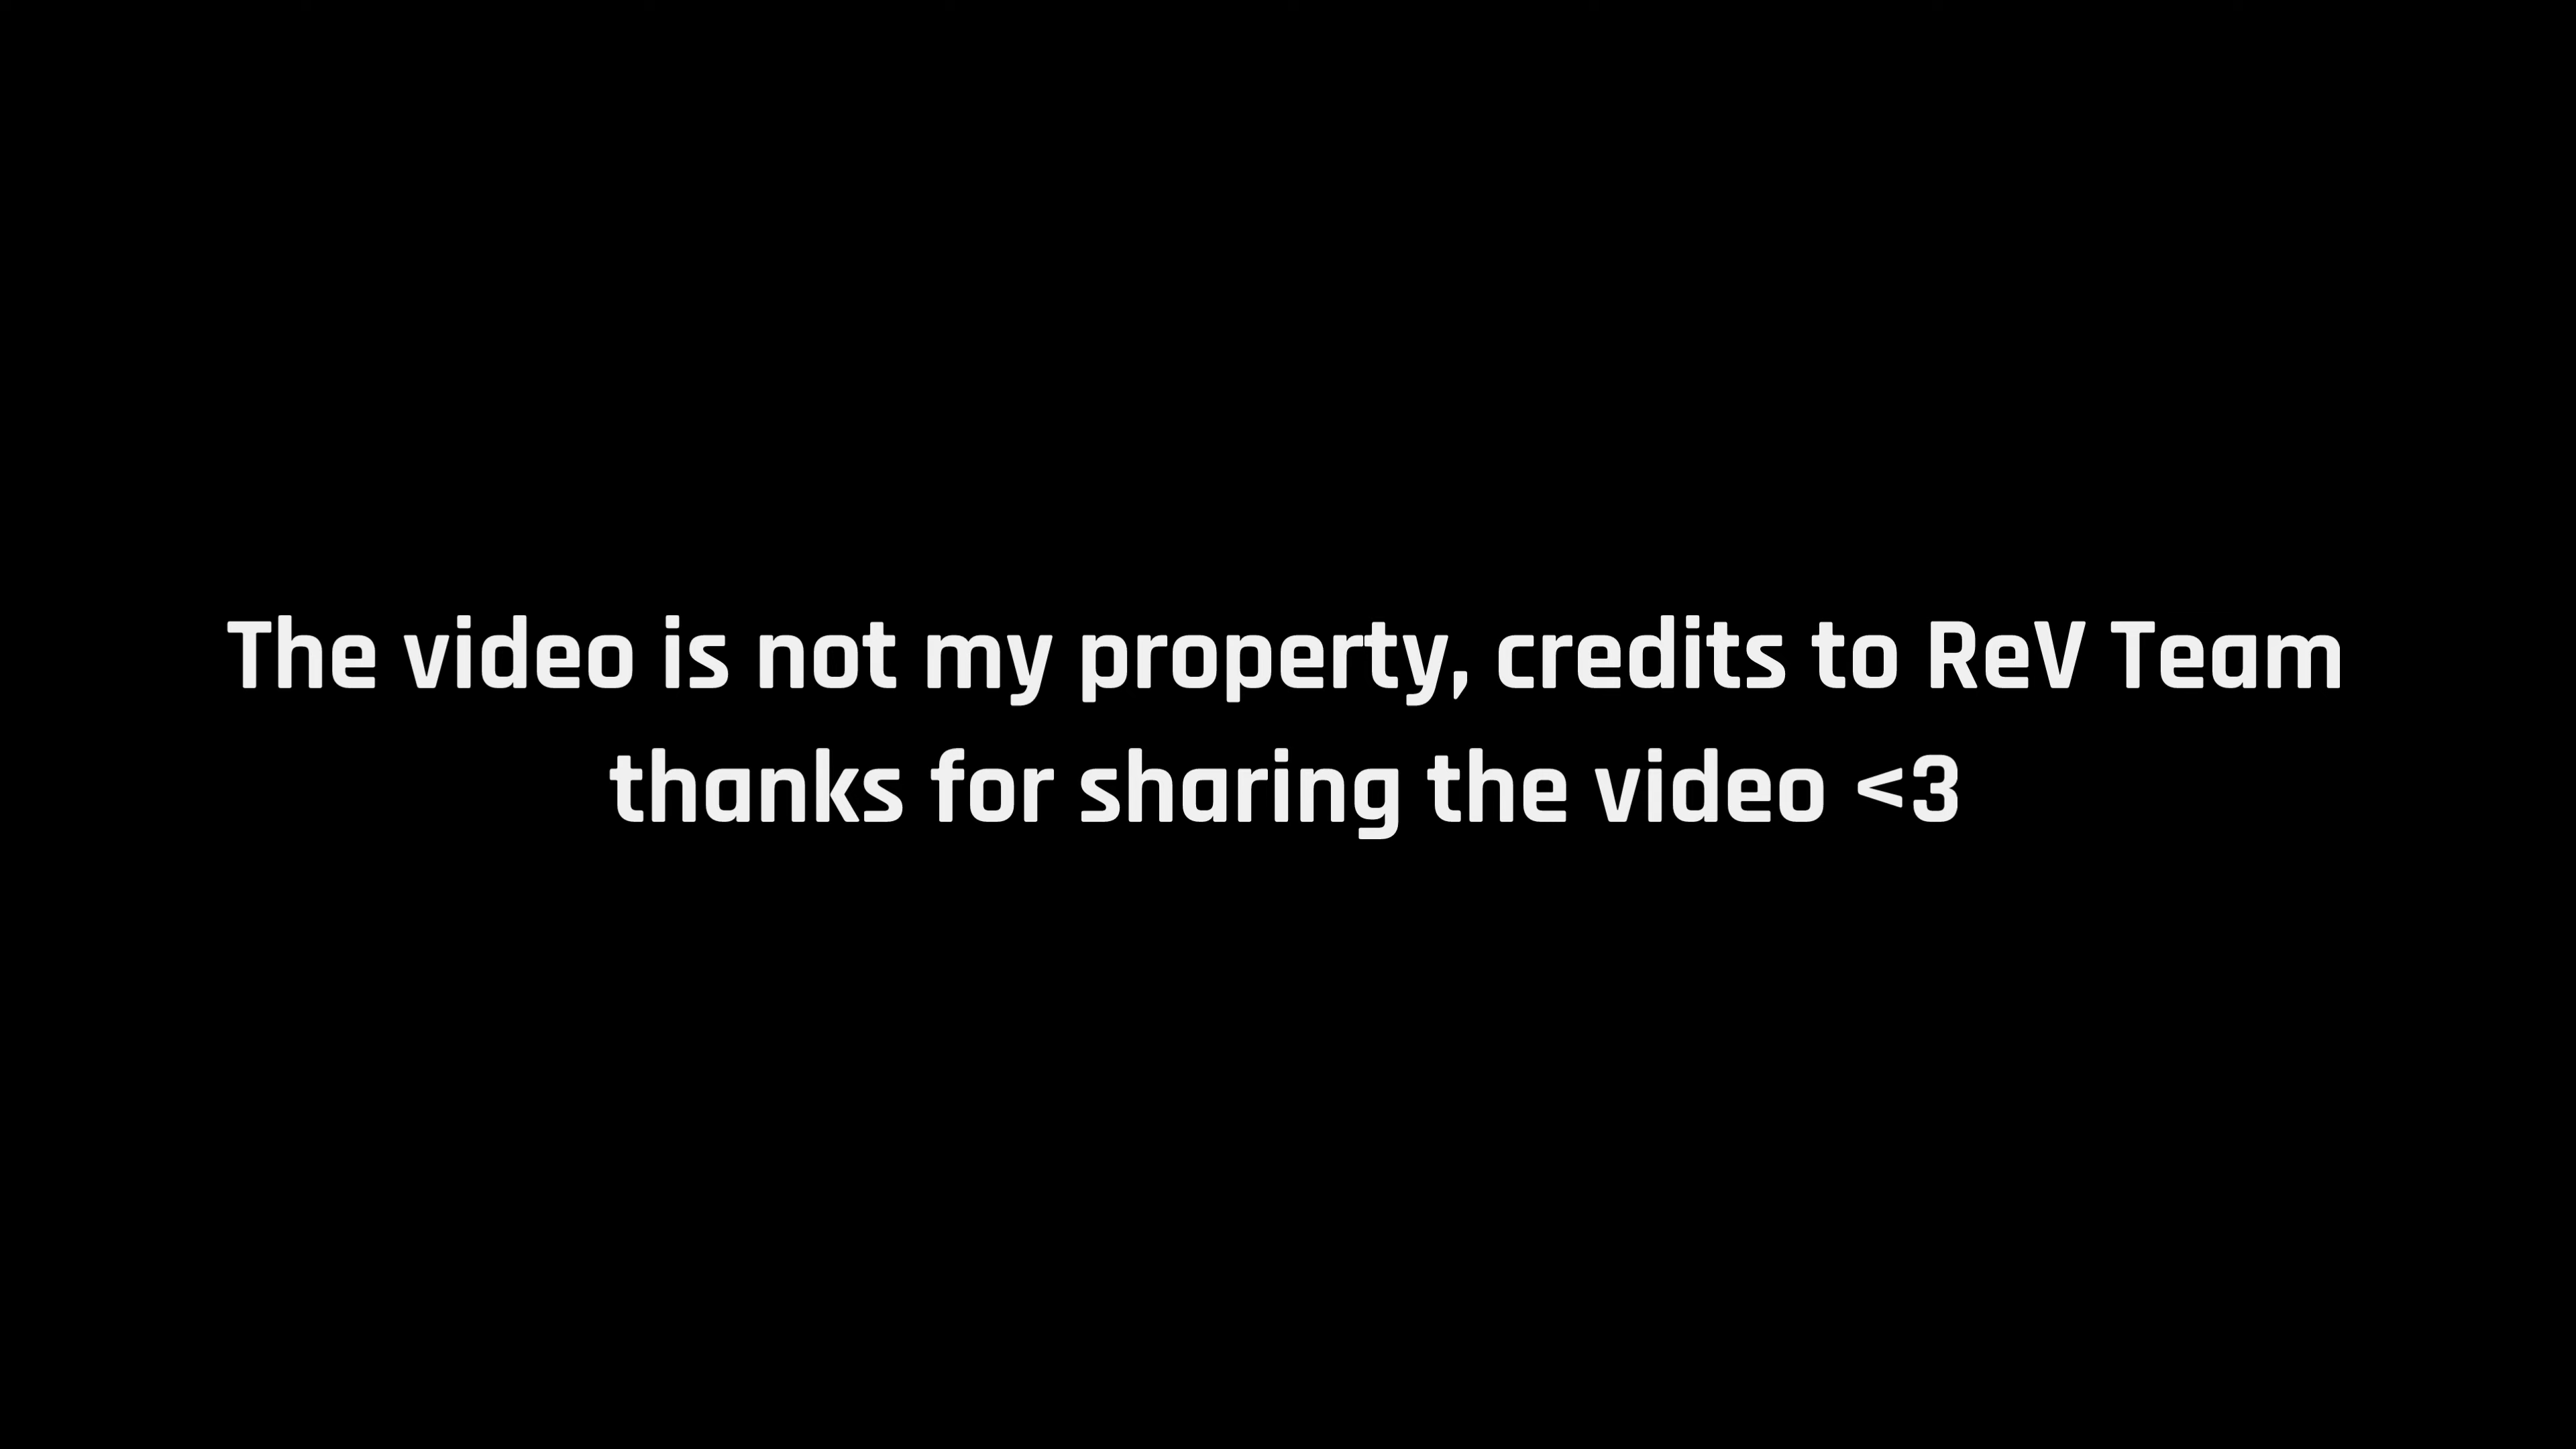 The video is not my property, credits to ReV Team
thanks for sharing the video <3